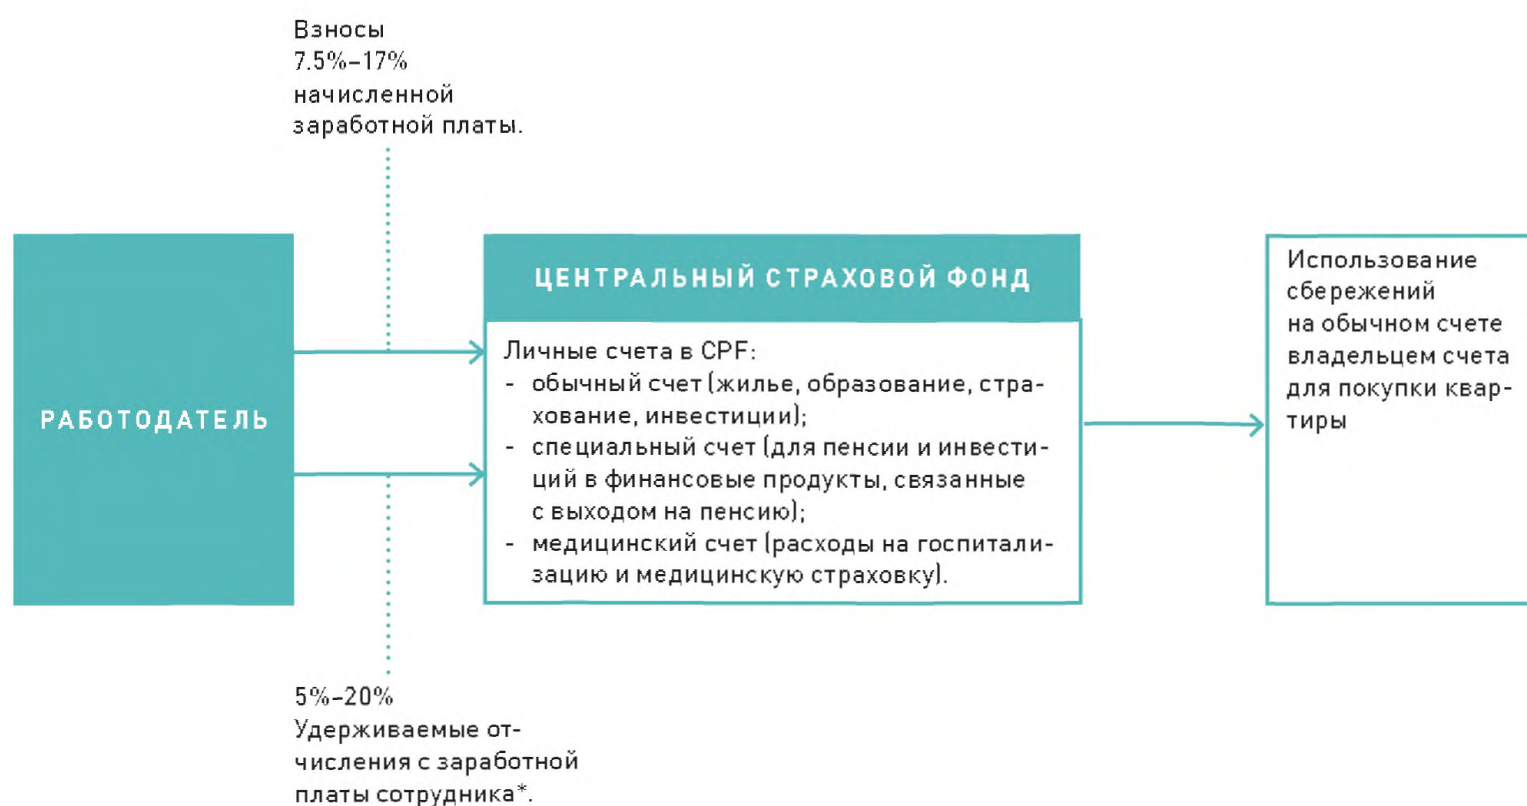 Взносы
7.5%–17%
начисленной
заработной платы.
РАБОТОДАТЕЛЬ
ЦЕНТРАЛЬНЫЙ СТРАХОВОЙ ФОНД
Личные счета в CPF:
- обычный счет (жилье, образование, стра-
хование, инвестиции);
- специальный счет (для пенсии и инвести-
ций в финансовые продукты, связанные
с выходом на пенсию);
- медицинский счет (расходы на госпитали-
зацию и медицинскую страховку).
Использование
сбережений
на обычном счете
владельцем счета
для покупки квар-
тиры
5%–20%
Удерживаемые от-
числения с заработной
платы сотрудника*.